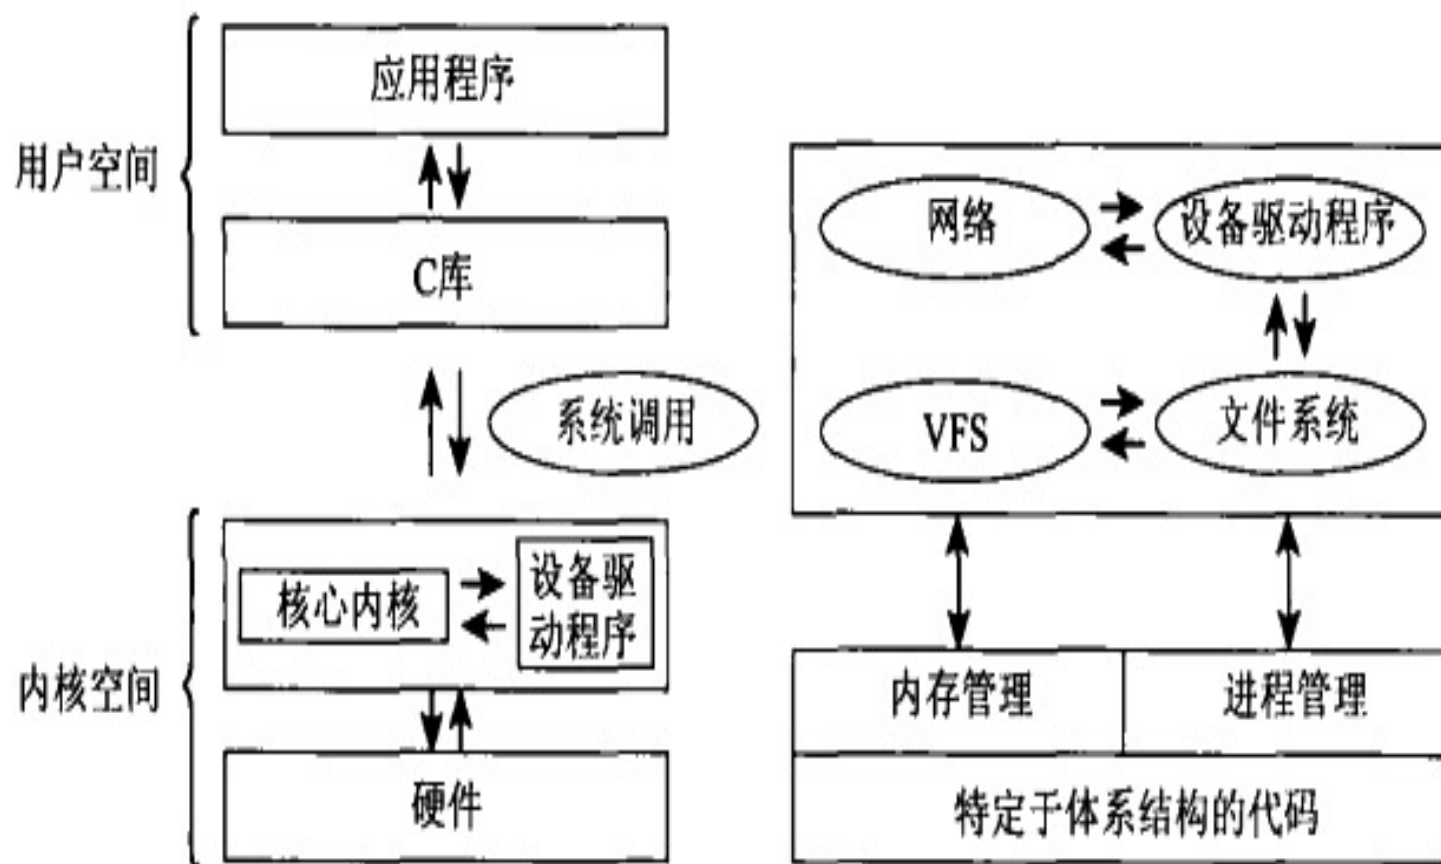 应用程序
用户空间
C库
系统调用
核心内核
设备驱
动程序
内核空间
硬件
网络
设备驱动程序
VFS
文件系统
内存管理
进程管理
特定于体系结构的代码